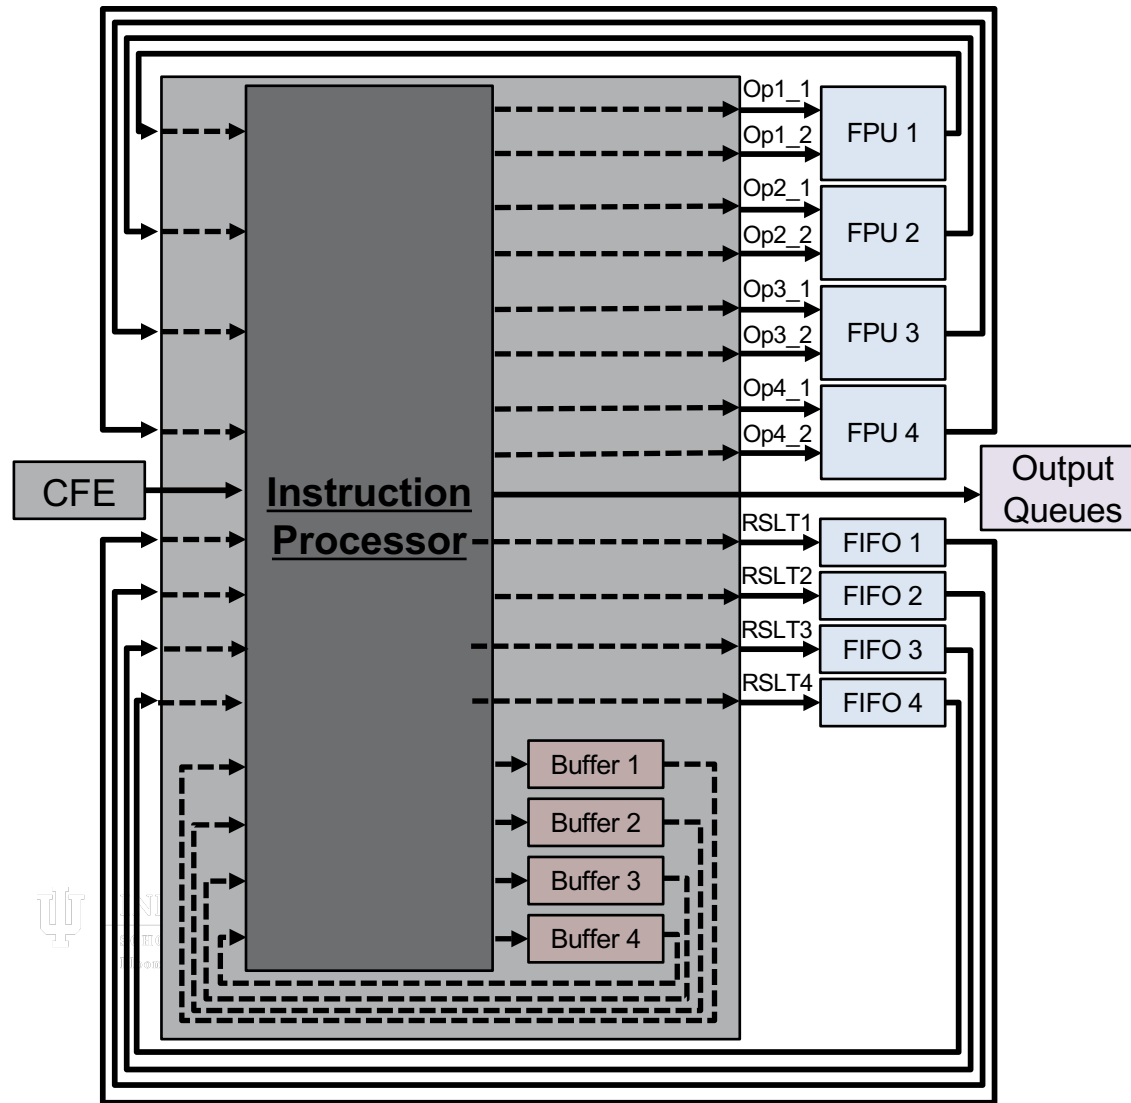 Op1_1
FPU 1
Op1_2
Op2_1
FPU 2
Op2_2
Op3_1
FPU 3
Op3_2
Op4_1
FPU 4
Op4_2
CFE
Instruction
Processor
Output
Queues
RSLT1
FIFO 1
RSLT2
FIFO 2
RSLT3
FIFO 3
RSLT4
FIFO 4
Buffer 1
Buffer 2
Buffer 3
Buffer 4